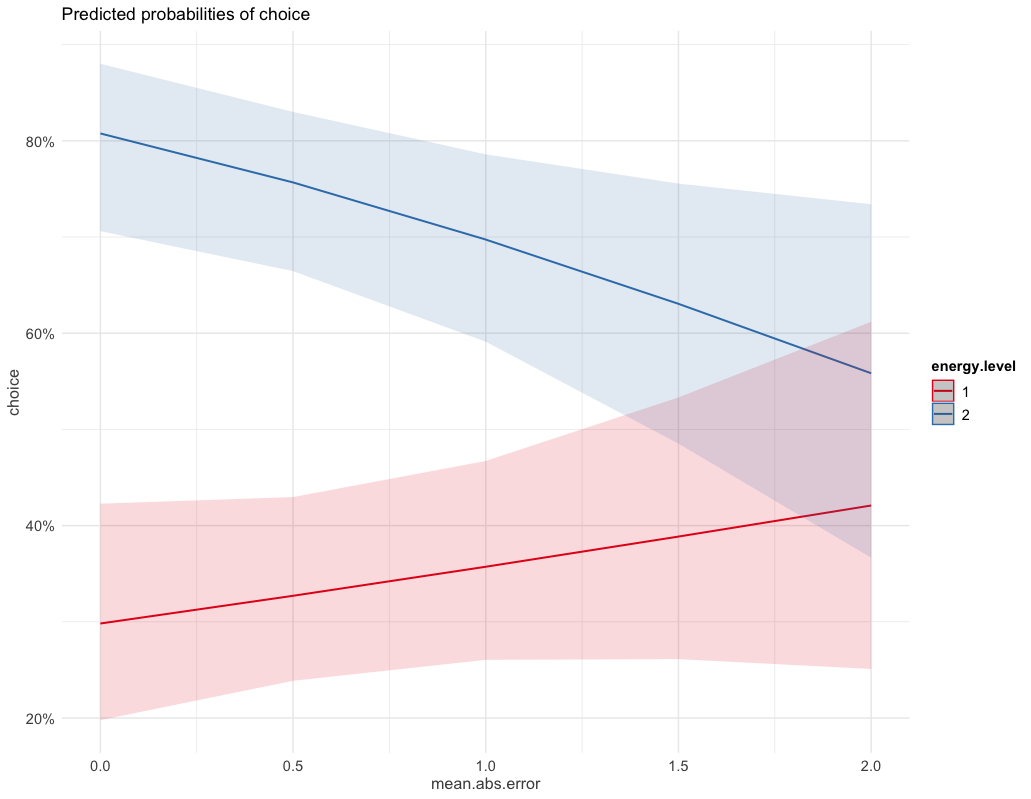 Predicted probabilities of choice
80%
60%
40%
20%
choice
0.0 0.5 1.0 1.5 2.0
mean.abs.error
energy.level
1
2